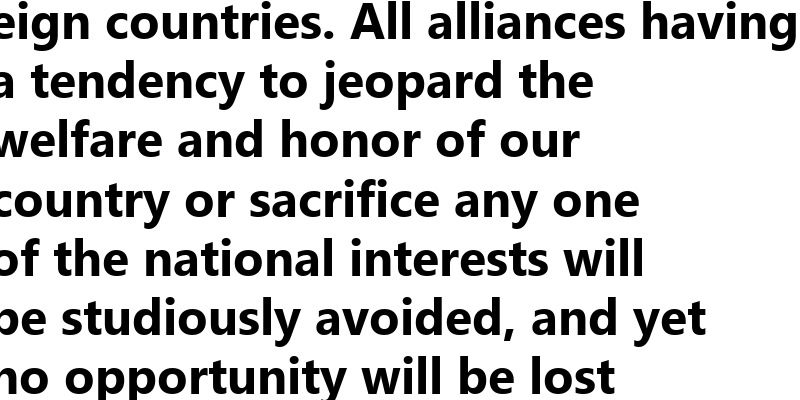 eign countries. All alliances having
a tendency to jeopard the
welfare and honor of our
country or sacrifice any one
of the national interests will
be studiously avoided, and yet
no opportunity will be lost